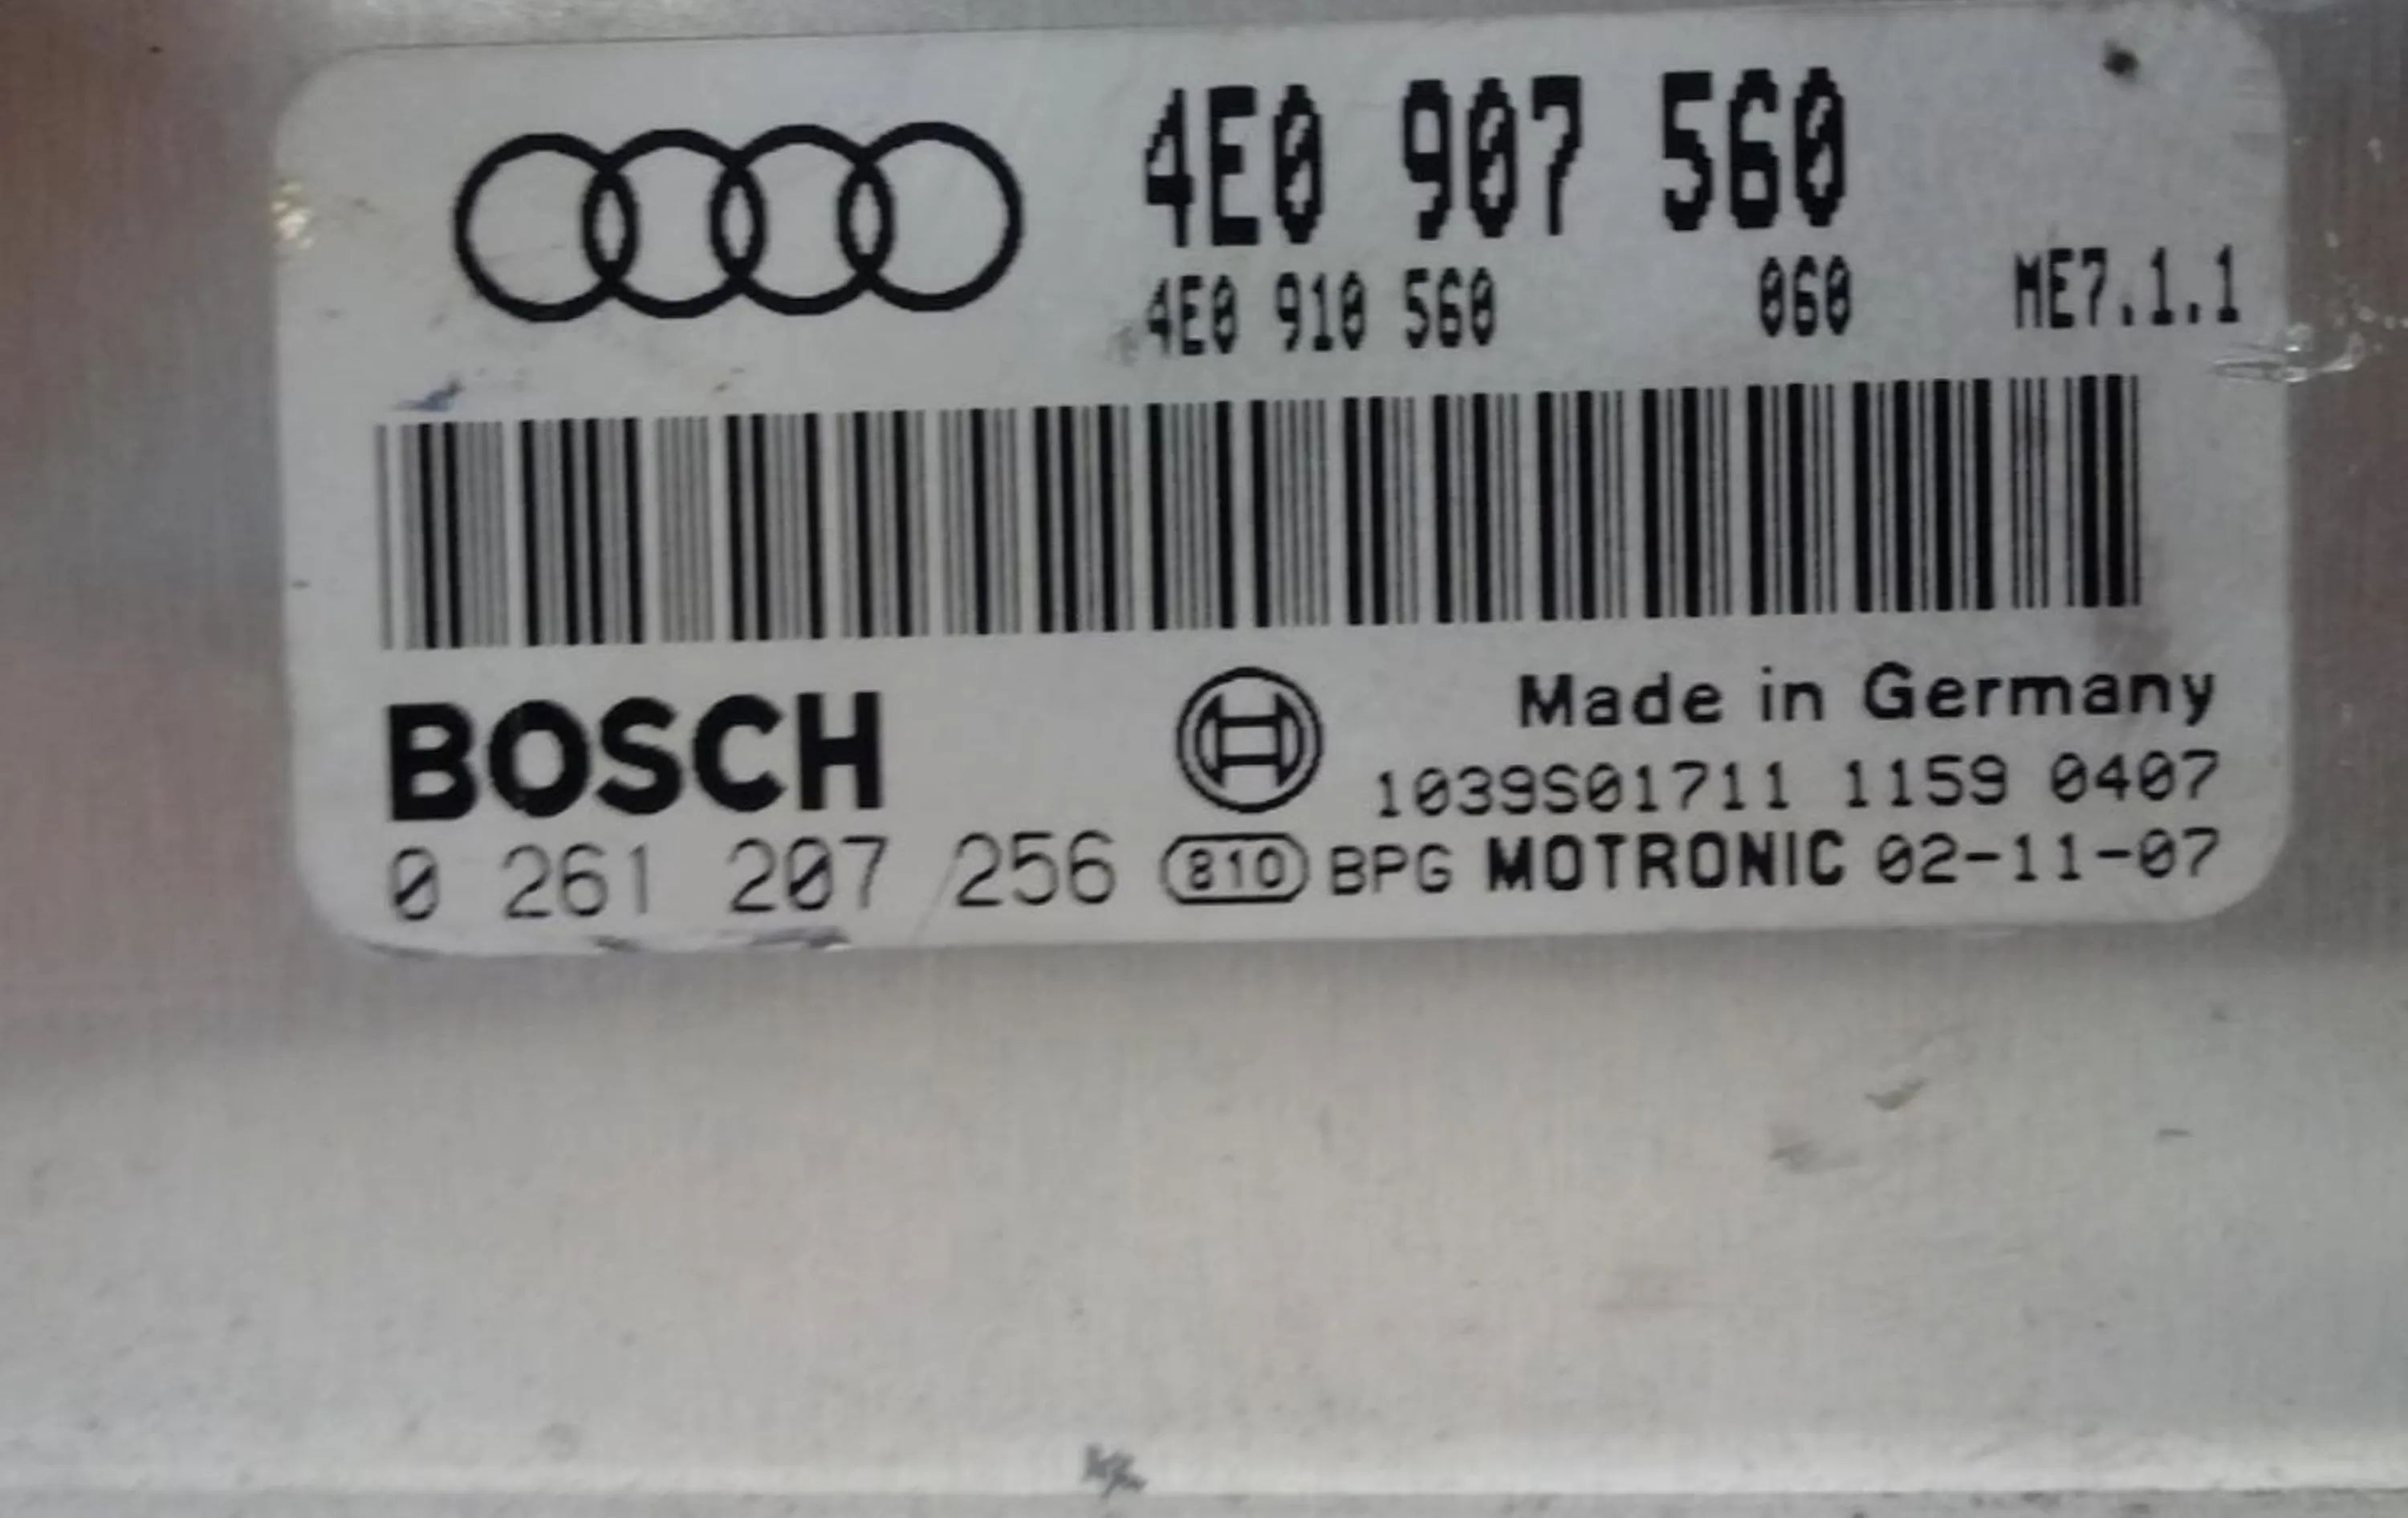 4E0 907 560
4E0 910 560 060 ME7.1.1
BOSCH
Made in Germany
1039S01711 1159 0407
0 261 207 256 810 BPG MOTRONIC 02-11-07